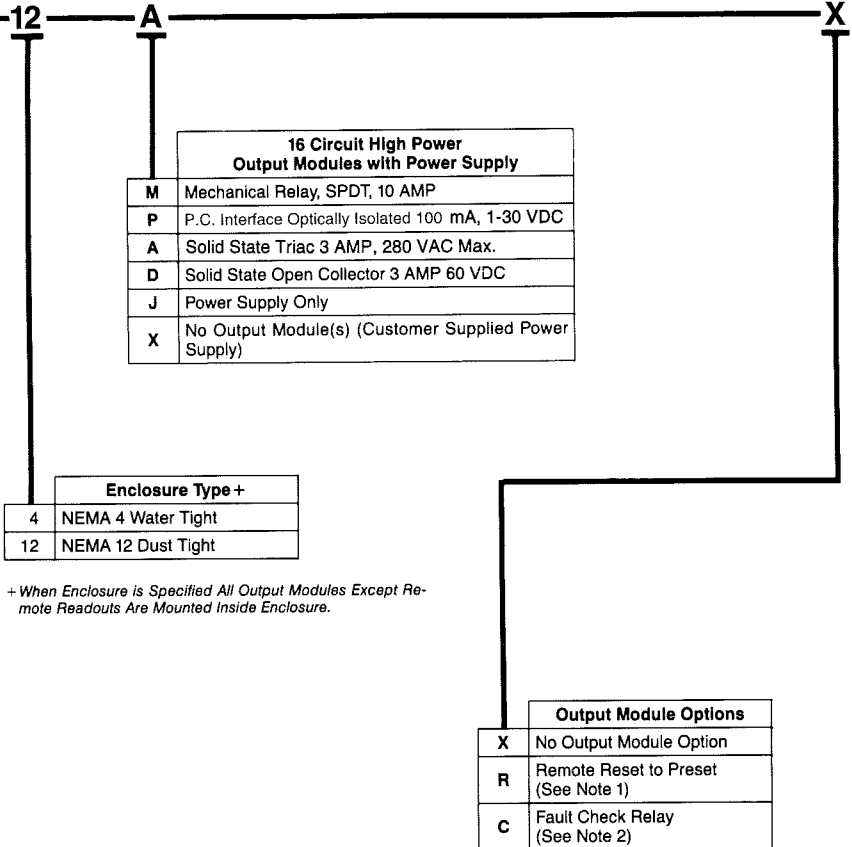 -12 A X
16 Circuit High Power
Output Modules with Power Supply
M Mechanical Relay, SPDT, 10 AMP
P P.C. Interface Optically Isolated 100 mA, 1-30 VDC
A Solid State Triac 3 AMP, 280 VAC Max.
D Solid State Open Collector 3 AMP 60 VDC
J Power Supply Only
X No Output Module(s) (Customer Supplied Power
Supply)
Enclosure Type+
4 NEMA 4 Water Tight
12 NEMA 12 Dust Tight
+When Enclosure is Specified All Output Modules Except Re-
mote Readouts Are Mounted Inside Enclosure.
Output Module Options
X No Output Module Option
R Remote Reset to Preset
(See Note 1)
C Fault Check Relay
(See Note 2)